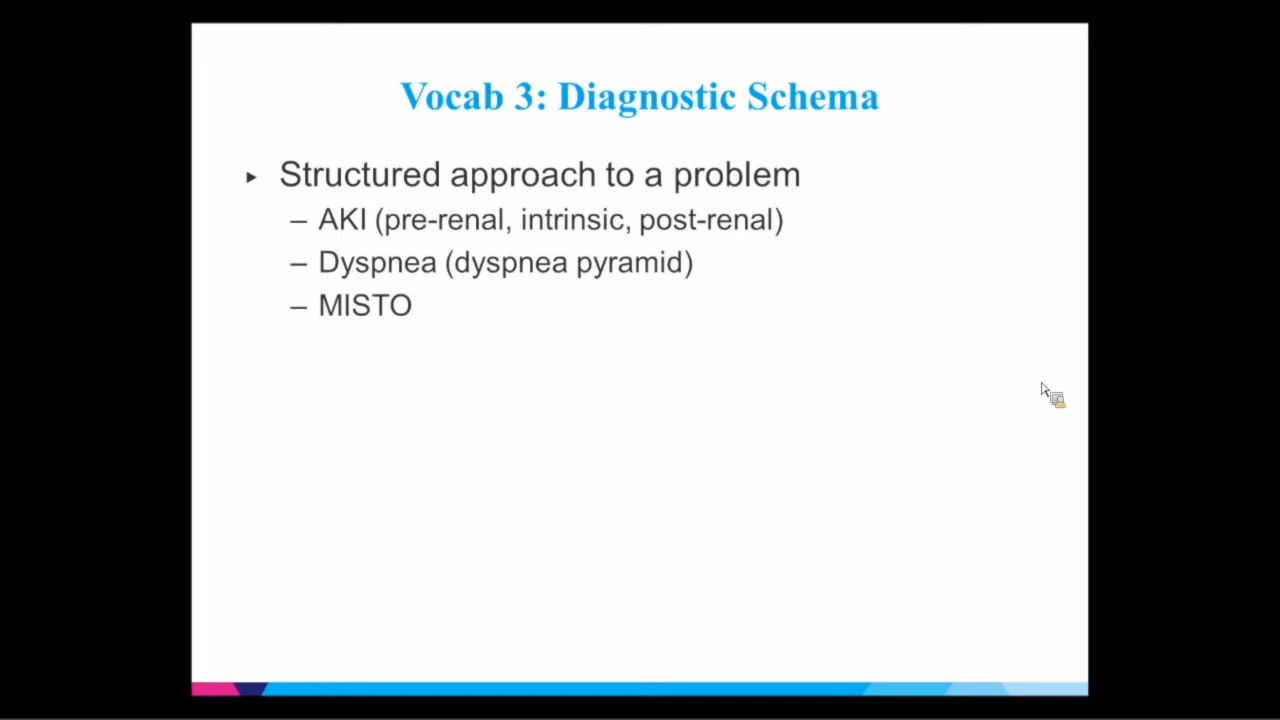 Vocab 3: Diagnostic Schema
▸ Structured approach to a problem
– AKI (pre-renal, intrinsic, post-renal)
– Dyspnea (dyspnea pyramid)
– MISTO